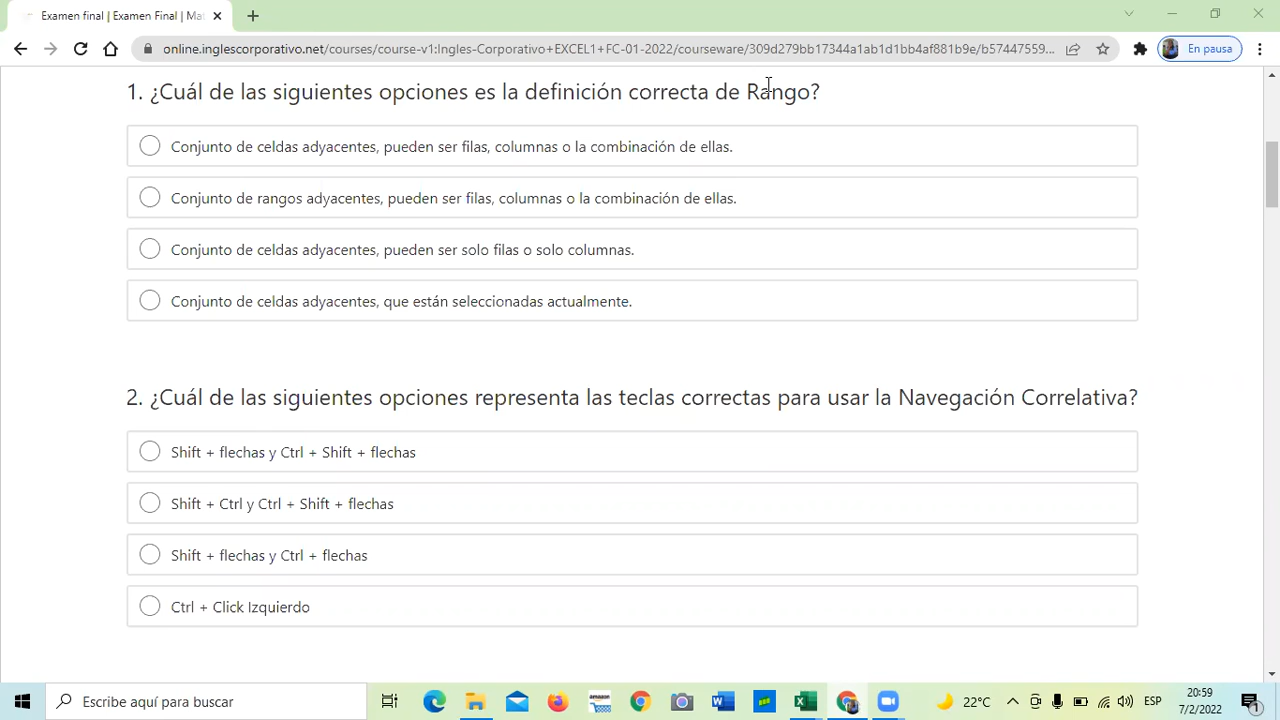 Examen final | Examen Final | Ma
online.inglescorporativo.net/courses/course-v1:Ingles-Corporativo+EXCEL1+FC-01-2022/courseware/309d279bb17344a1ab1d1bb4af881b9e/b57447559...
En pausa
1. ¿Cuál de las siguientes opciones es la definición correcta de Rango?
Conjunto de celdas adyacentes, pueden ser filas, columnas o la combinación de ellas.
Conjunto de rangos adyacentes, pueden ser filas, columnas o la combinación de ellas.
Conjunto de celdas adyacentes, pueden ser solo filas o solo columnas.
Conjunto de celdas adyacentes, que están seleccionadas actualmente.
2. ¿Cuál de las siguientes opciones representa las teclas correctas para usar la Navegación Correlativa?
Shift + flechas y Ctrl + Shift + flechas
Shift + Ctrl y Ctrl + Shift + flechas
Shift + flechas y Ctrl + flechas
Ctrl + Click Izquierdo
Escribe aquí para buscar
amazon
22°C
ESP
20:59
7/2/2022
1